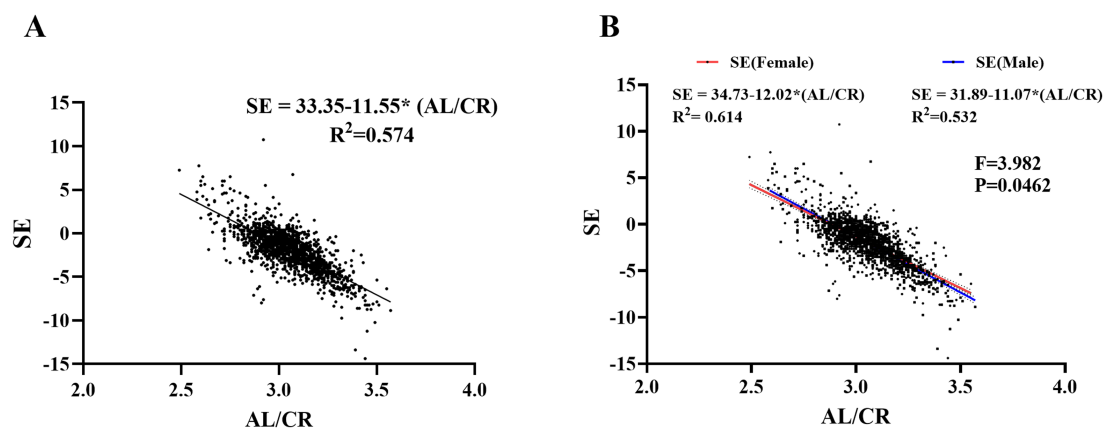 A
SE = 33.35-11.55* (AL/CR)
R²=0.574
15
10
5
0
-5
-10
-15
SE
2.0 2.5 3.0 3.5 4.0
AL/CR
B
SE(Female) SE(Male)
SE = 34.73-12.02*(AL/CR) SE = 31.89-11.07*(AL/CR)
R²= 0.614 R²=0.532
F=3.982
P=0.0462
15
10
5
0
-5
-10
-15
SE
2.0 2.5 3.0 3.5 4.0
AL/CR